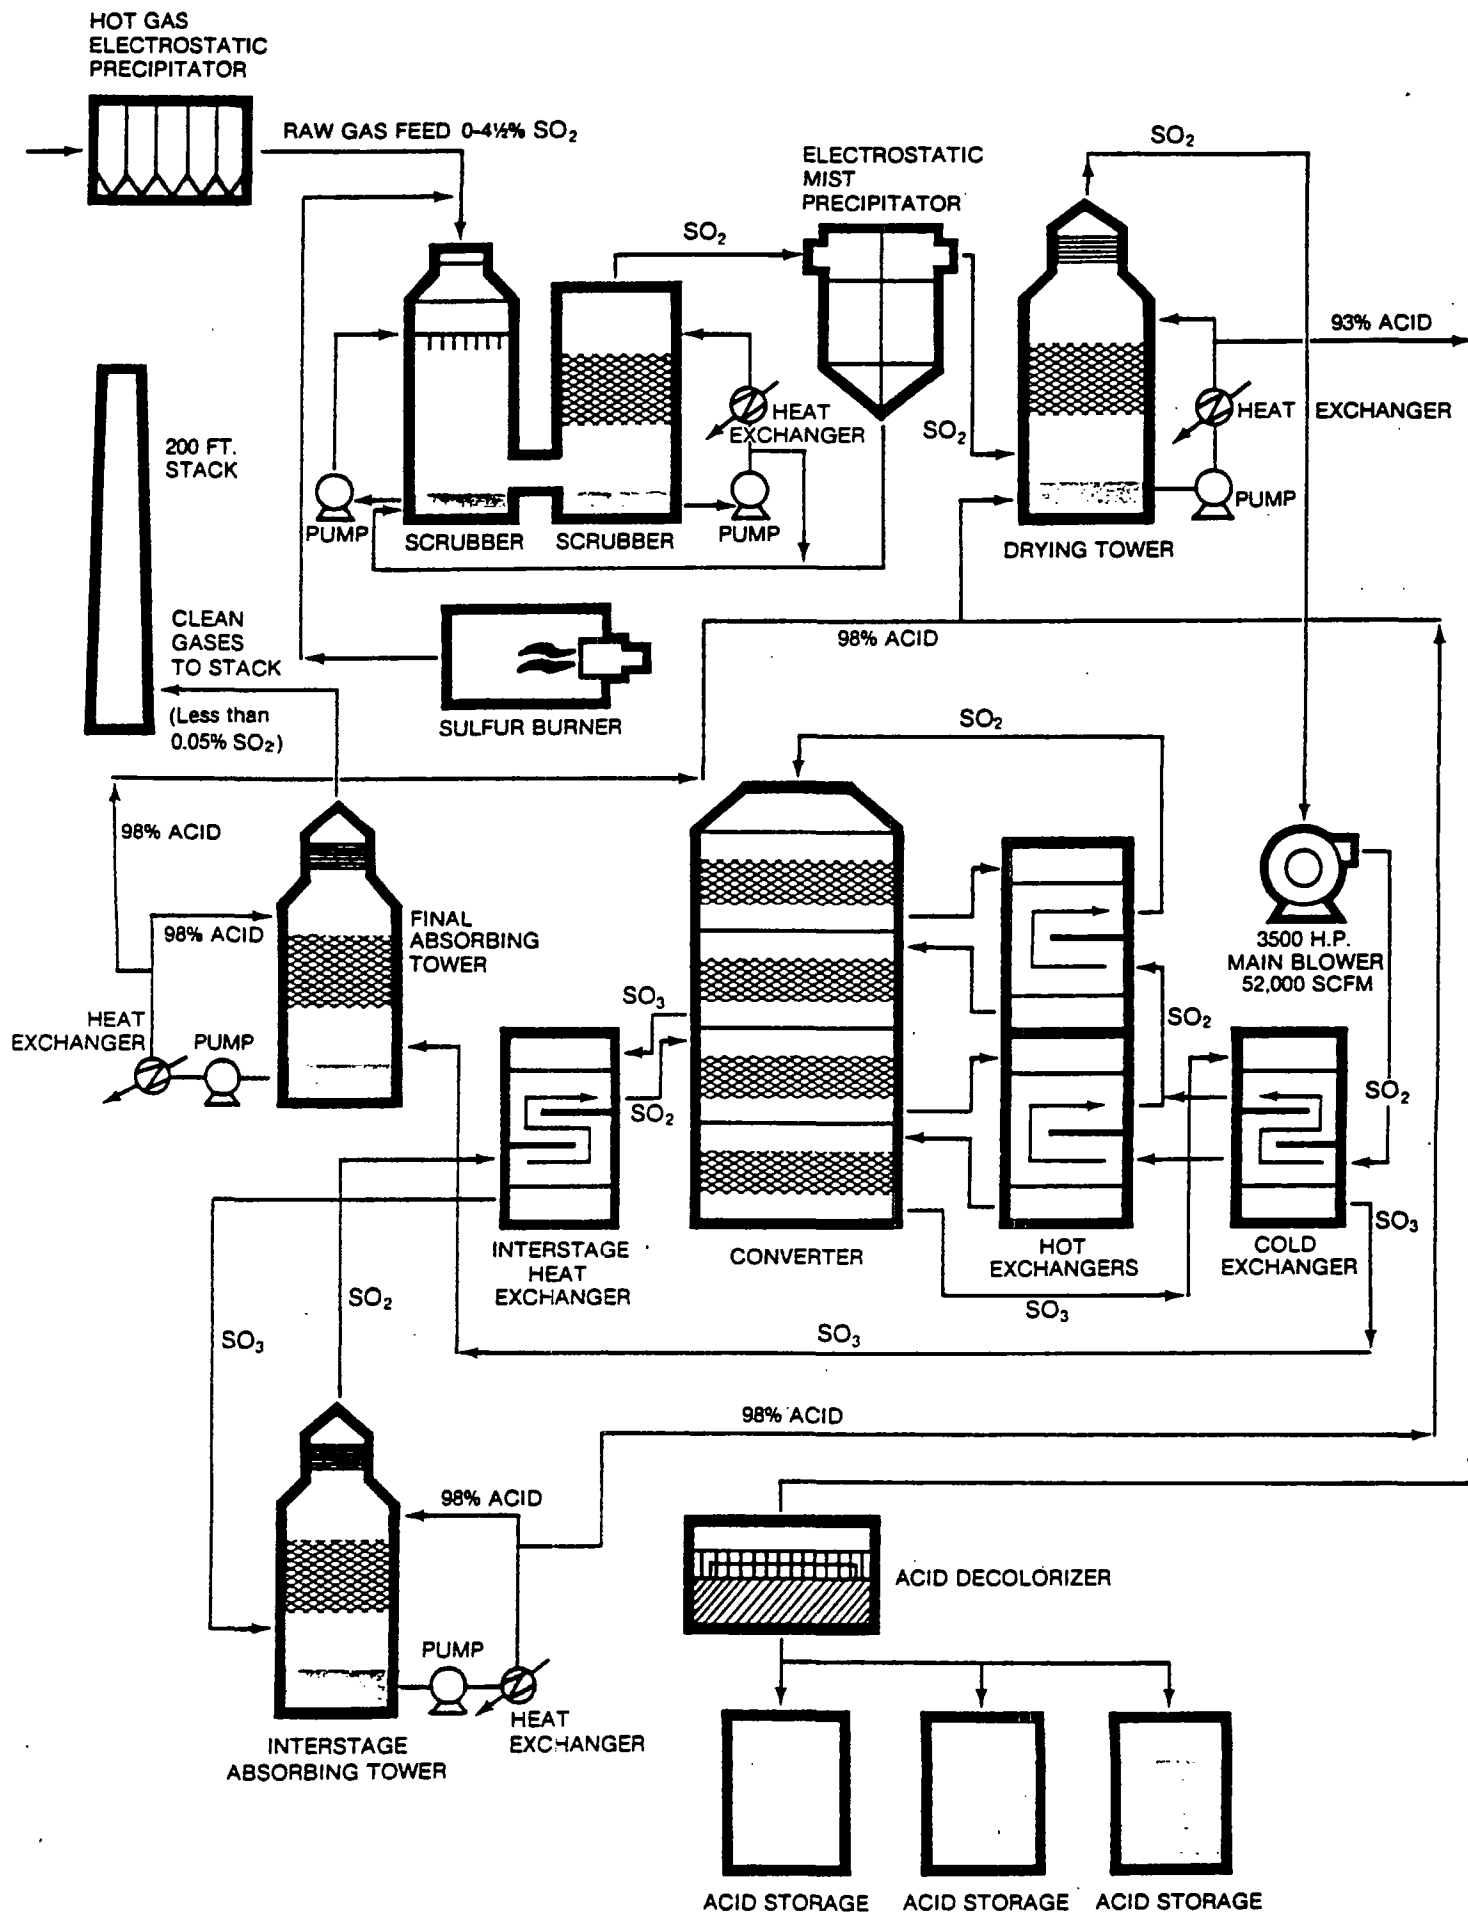 HOT GAS
ELECTROSTATIC
PRECIPITATOR
RAW GAS FEED 0-4½% SO₂
SO₂
ELECTROSTATIC
MIST
PRECIPITATOR
SO₂
93% ACID
200 FT.
STACK
HEAT
EXCHANGER
SO₂
HEAT EXCHANGER
PUMP
SCRUBBER
SCRUBBER
PUMP
PUMP
DRYING TOWER
CLEAN
GASES
TO STACK
(Less than
0.05% SO₂)
SULFUR BURNER
98% ACID
SO₂
98% ACID
98% ACID
FINAL
ABSORBING
TOWER
3500 H.P.
MAIN BLOWER
52,000 SCFM
HEAT
EXCHANGER
PUMP
SO₃
SO₂
SO₂
SO₂
SO₃
INTERSTAGE
HEAT
EXCHANGER
CONVERTER
HOT
EXCHANGERS
COLD
EXCHANGER
SO₂
SO₃
SO₃
SO₃
98% ACID
98% ACID
ACID DECOLORIZER
PUMP
HEAT
EXCHANGER
INTERSTAGE
ABSORBING TOWER
ACID STORAGE
ACID STORAGE
ACID STORAGE